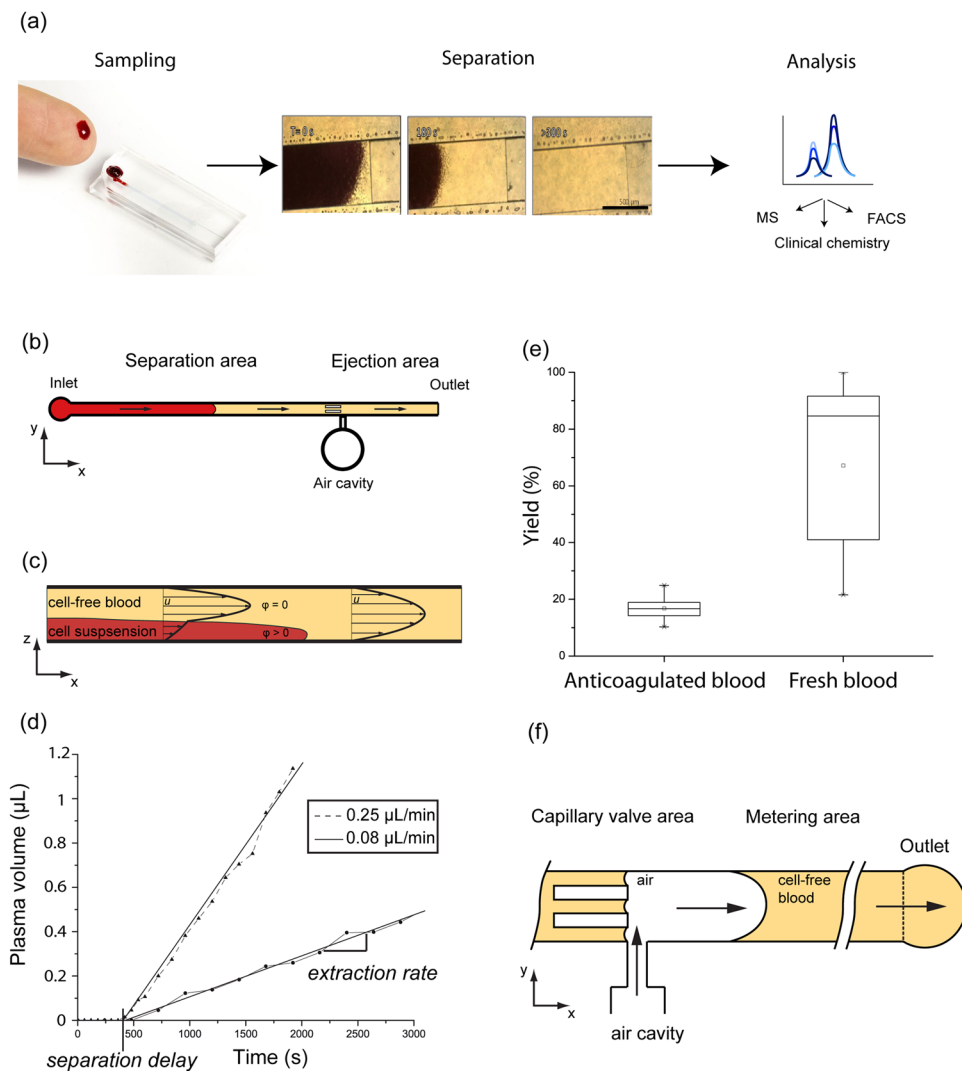 (a)
Sampling
Separation
Analysis
T= 0 s
180 s
>300 s
500 µm
MS
FACS
Clinical chemistry
(b)
Separation area
Ejection area
Inlet
Outlet
y
x
Air cavity
(c)
cell-free blood
u
φ = 0
cell suspsension
φ > 0
z
x
(d)
Plasma volume (µL)
1.2
1
0.8
0.6
0.4
0.2
0
0.25 µL/min
0.08 µL/min
extraction rate
0
500
1000
1500
2000
2500
3000
separation delay
Time (s)
(e)
Yield (%)
100
80
60
40
20
0
Anticoagulated blood
Fresh blood
(f)
Capillary valve area
Metering area
Outlet
air
cell-free
blood
y
x
air cavity